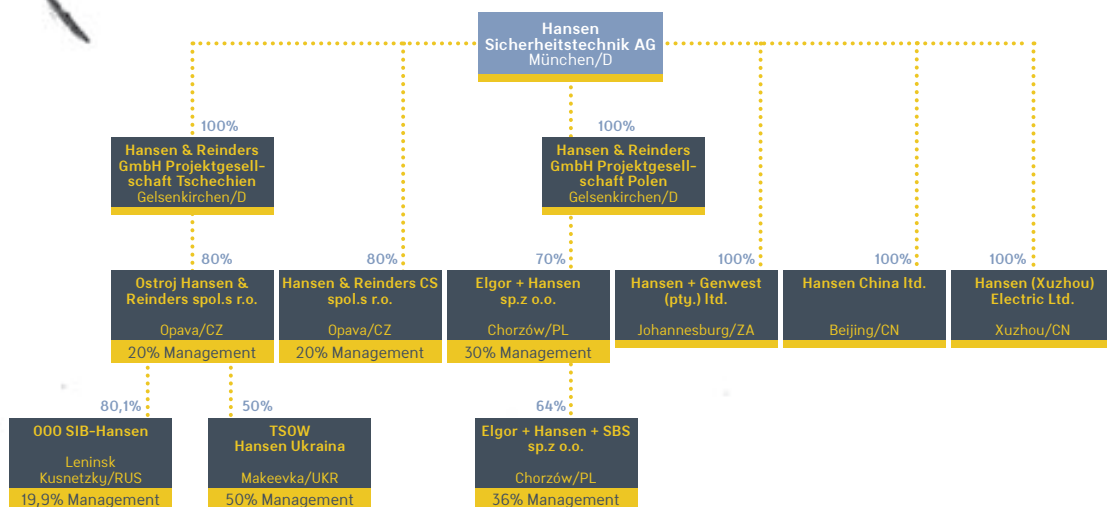 Hansen
Sicherheitstechnik AG
München/D
100%
Hansen & Reinders
GmbH Projektgesell-
schaft Tschechien
Gelsenkirchen/D
100%
Hansen & Reinders
GmbH Projektgesell-
schaft Polen
Gelsenkirchen/D
80%
Ostroj Hansen &
Reinders spol.s r.o.
Opava/CZ
20% Management
80%
Hansen & Reinders CS
spol.s r.o.
Opava/CZ
20% Management
70%
Elgor + Hansen
sp.z o.o.
Chorzów/PL
30% Management
100%
Hansen + Genwest
(pty.) ltd.
Johannesburg/ZA
100%
Hansen China ltd.
Beijing/CN
100%
Hansen (Xuzhou)
Electric Ltd.
Xuzhou/CN
80,1%
OOO SIB-Hansen
Leninsk
Kusnetzky/RUS
19,9% Management
50%
TSOW
Hansen Ukraina
Makeevka/UKR
50% Management
64%
Elgor + Hansen + SBS
sp.z o.o.
Chorzów/PL
36% Management